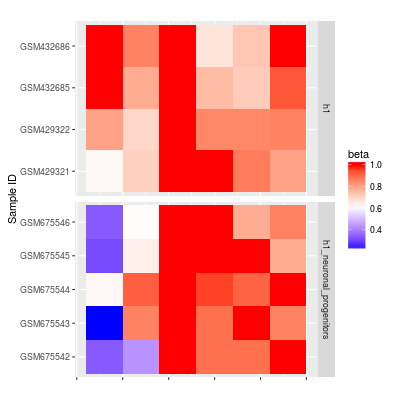 GSM432686
GSM432685
GSM429322
GSM429321
h1
GSM675546
GSM675545
GSM675544
GSM675543
GSM675542
h1_neuronal_progenitors
Sample ID
beta
1.0
0.8
0.6
0.4